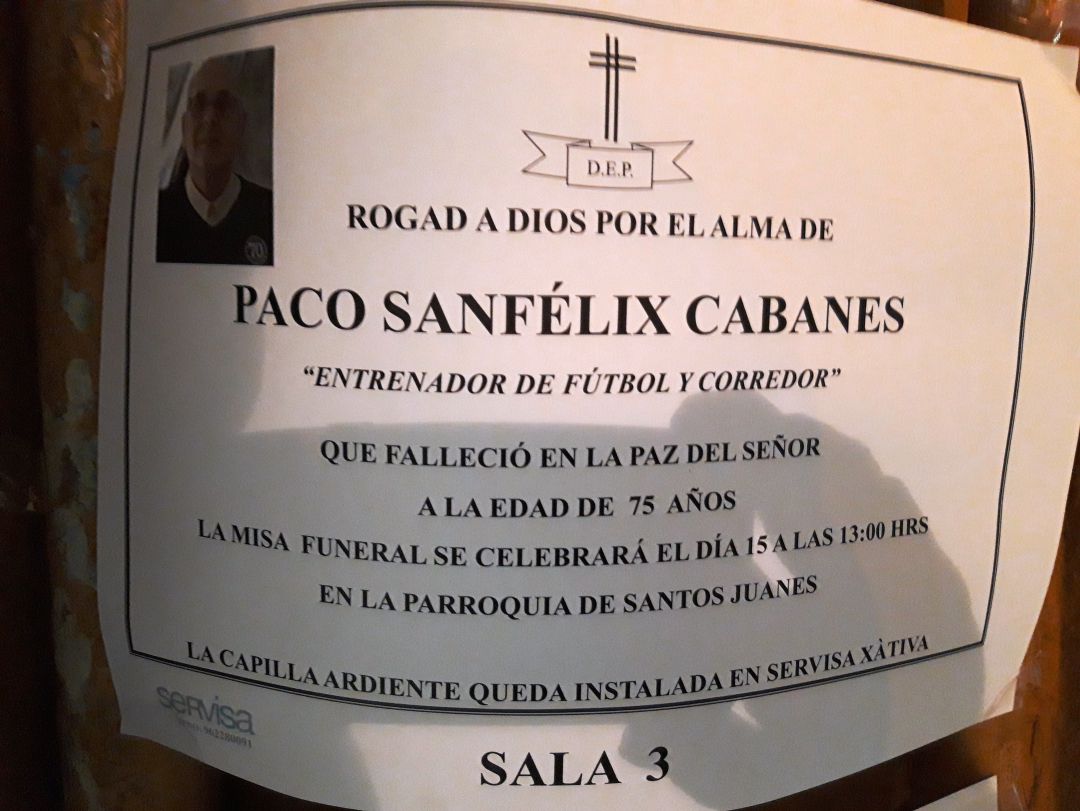 D.E.P.
ROGAD A DIOS POR EL ALMA DE
PACO SANFÉLIX CABANES
“ENTRENADOR DE FÚTBOL Y CORREDOR”
QUE FALLECIÓ EN LA PAZ DEL SEÑOR
A LA EDAD DE 75 AÑOS
LA MISA FUNERAL SE CELEBRARÁ EL DÍA 15 A LAS 13:00 HRS
EN LA PARROQUIA DE SANTOS JUANES
LA CAPILLA ARDIENTE QUEDA INSTALADA EN SERVISA XÀTIVA
servisa
962280091
SALA 3
70